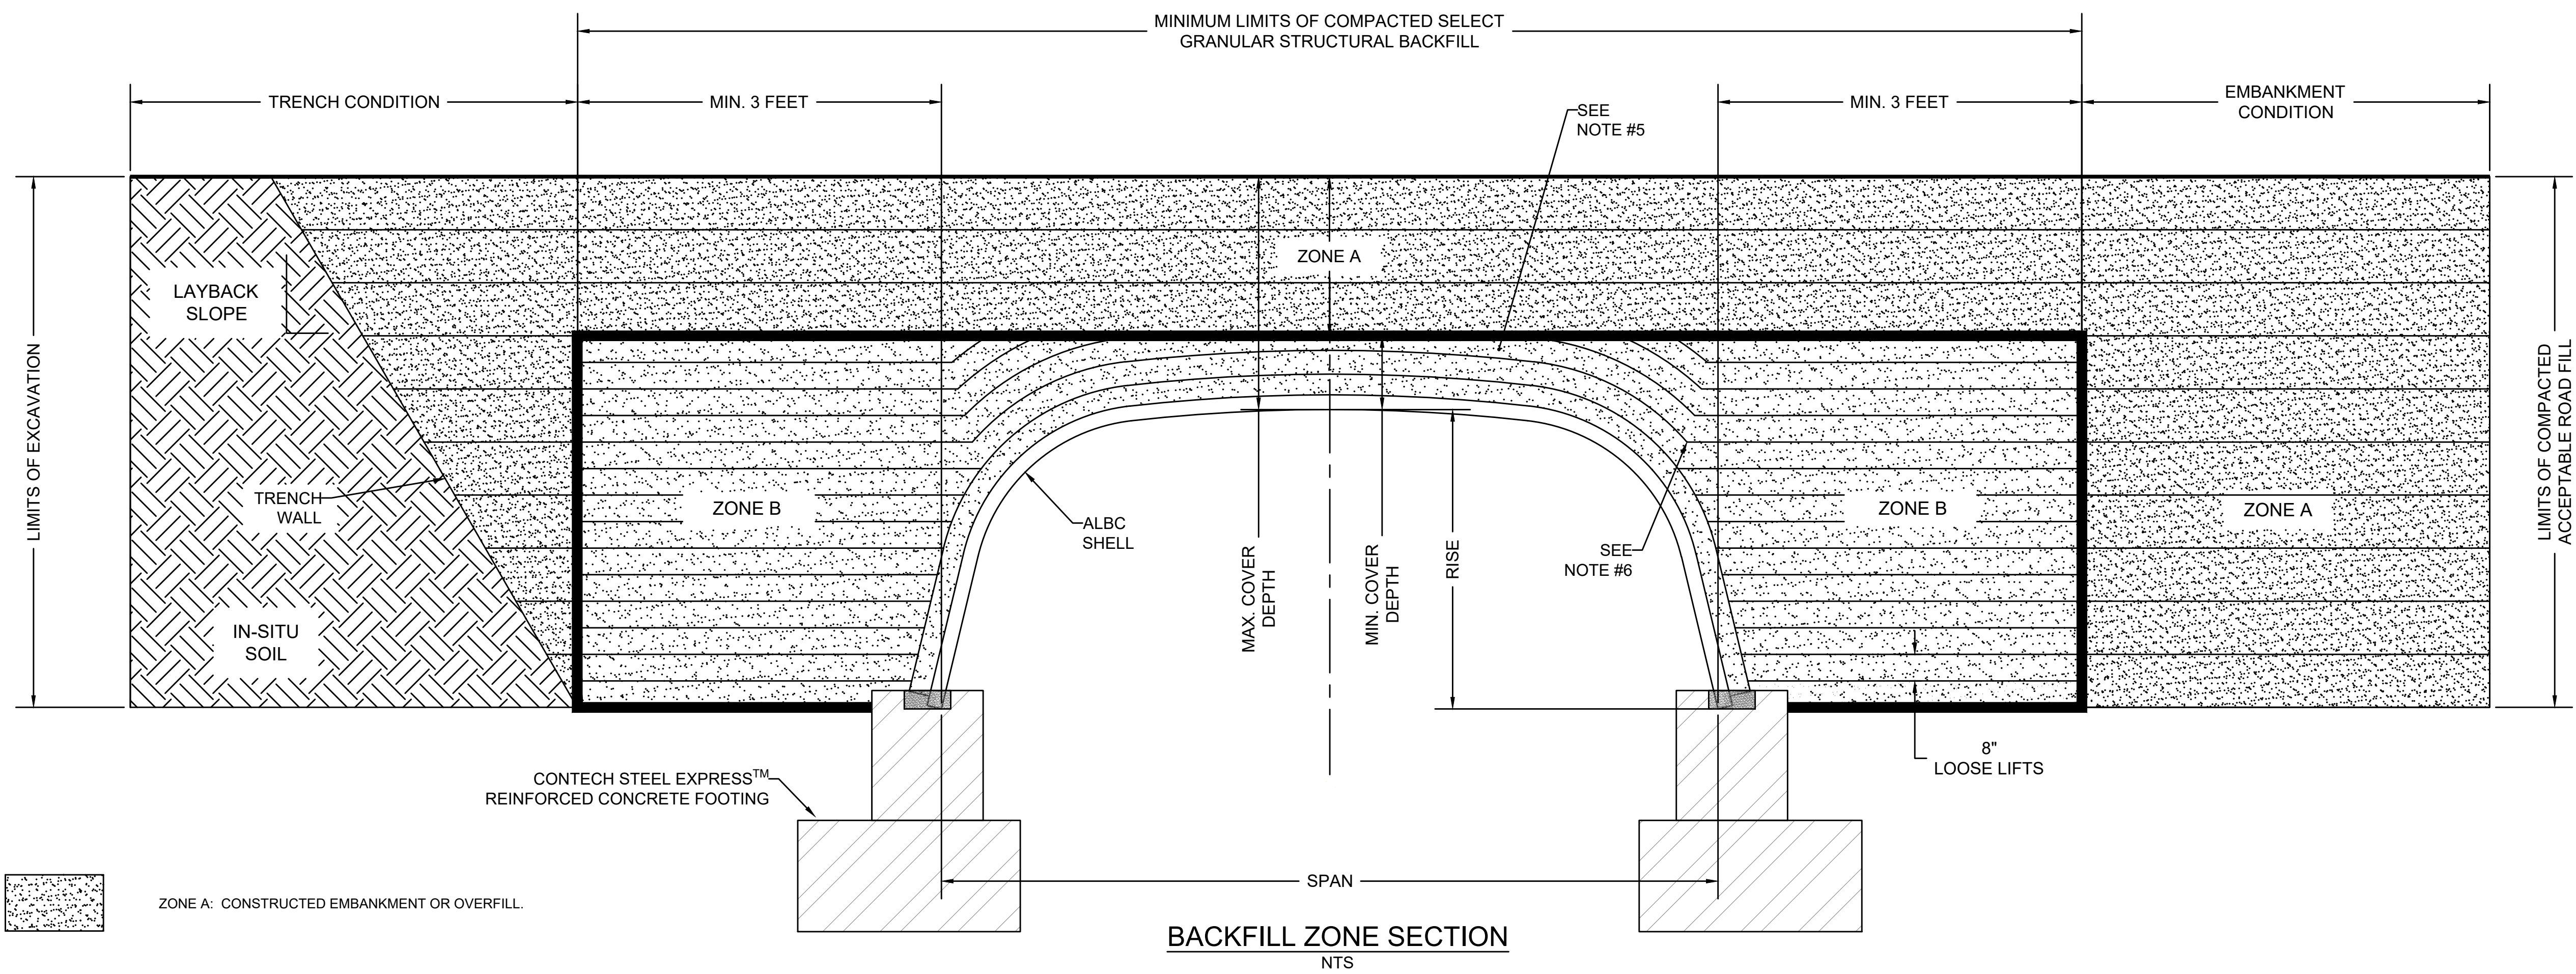 MINIMUM LIMITS OF COMPACTED SELECT
GRANULAR STRUCTURAL BACKFILL
TRENCH CONDITION
MIN. 3 FEET
MIN. 3 FEET
EMBANKMENT
CONDITION
SEE
NOTE #5
ZONE A
LAYBACK
SLOPE
LIMITS OF EXCAVATION
TRENCH
WALL
ZONE B
ALBC
SHELL
MAX. COVER
DEPTH
MIN. COVER
DEPTH
RISE
SEE
NOTE #6
ZONE B
ZONE A
LIMITS OF COMPACTED
ACCEPTABLE ROAD FILL
IN-SITU
SOIL
8"
LOOSE LIFTS
CONTECH STEEL EXPRESS™
REINFORCED CONCRETE FOOTING
SPAN
ZONE A: CONSTRUCTED EMBANKMENT OR OVERFILL.
BACKFILL ZONE SECTION
NTS